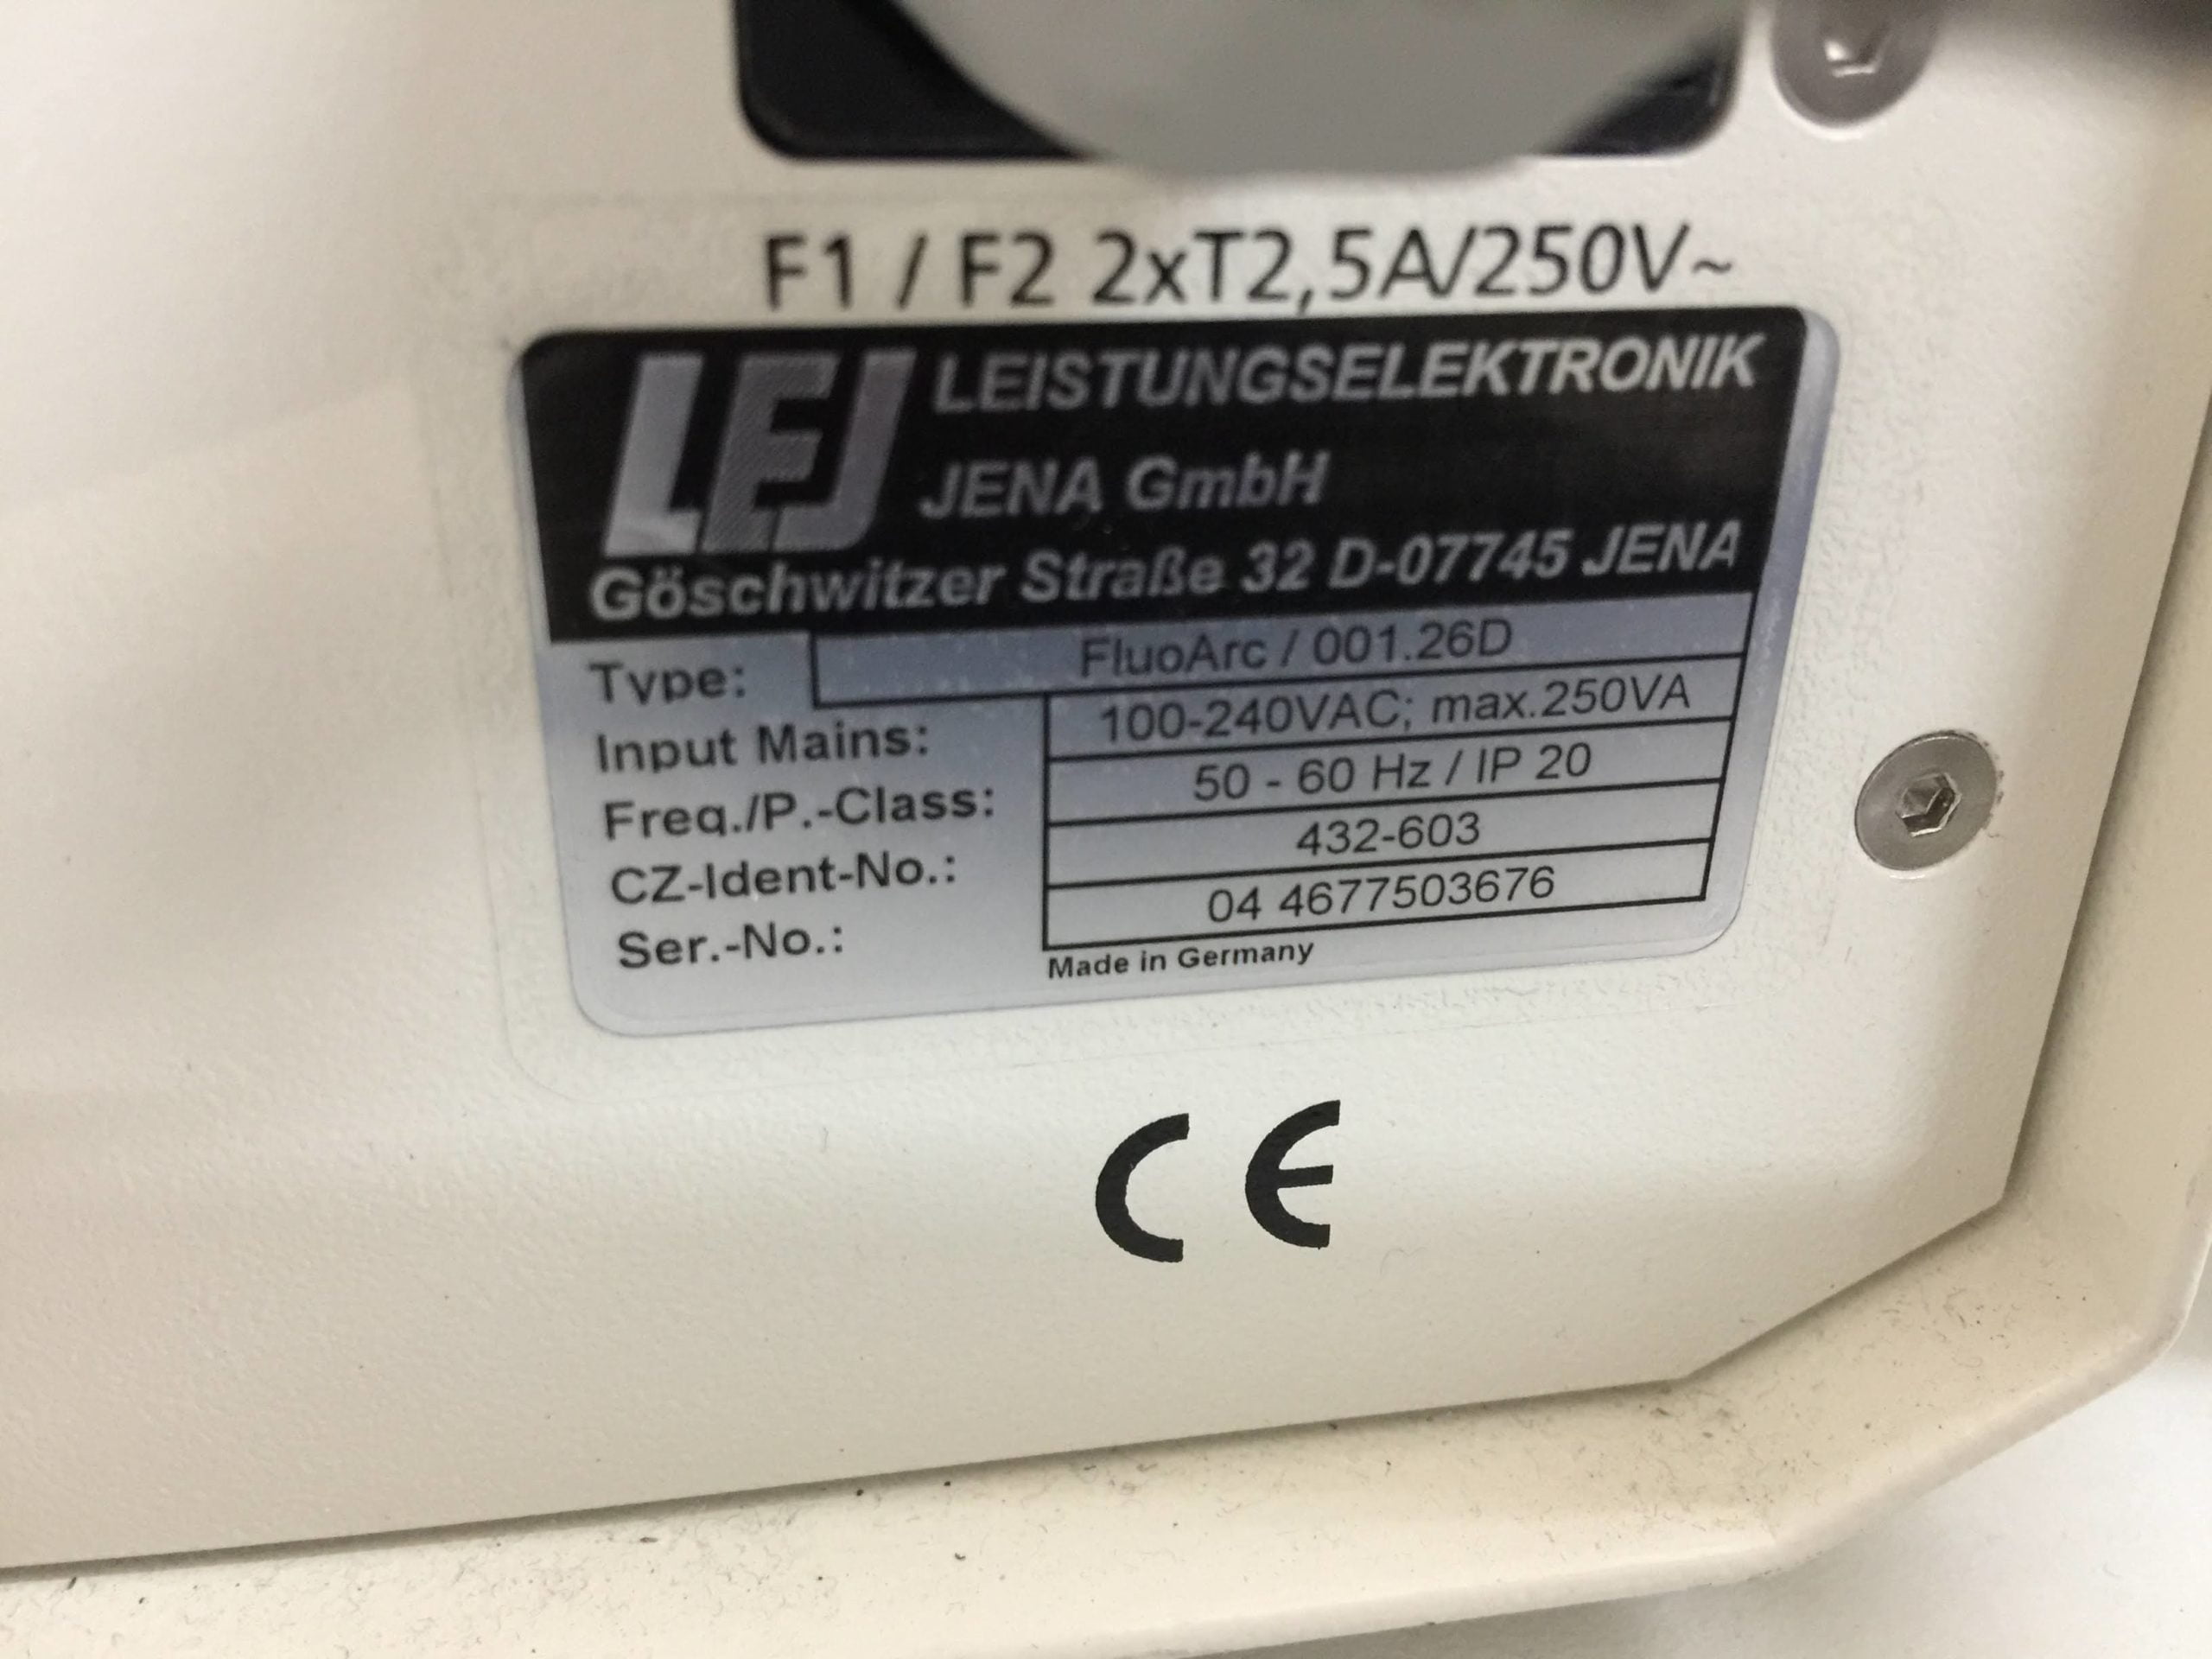 F1 / F2 2xT2,5A/250V~
LEJ LEISTUNGSELEKTRONIK
JENA GmbH
Göschwitzer Straße 32 D-07745 JENA
Type: FluoArc / 001.26D
Input Mains: 100-240VAC; max.250VA
Freq./P.-Class: 50 - 60 Hz / IP 20
CZ-Ident-No.: 432-603
Ser.-No.: 04 4677503676
Made in Germany
CE